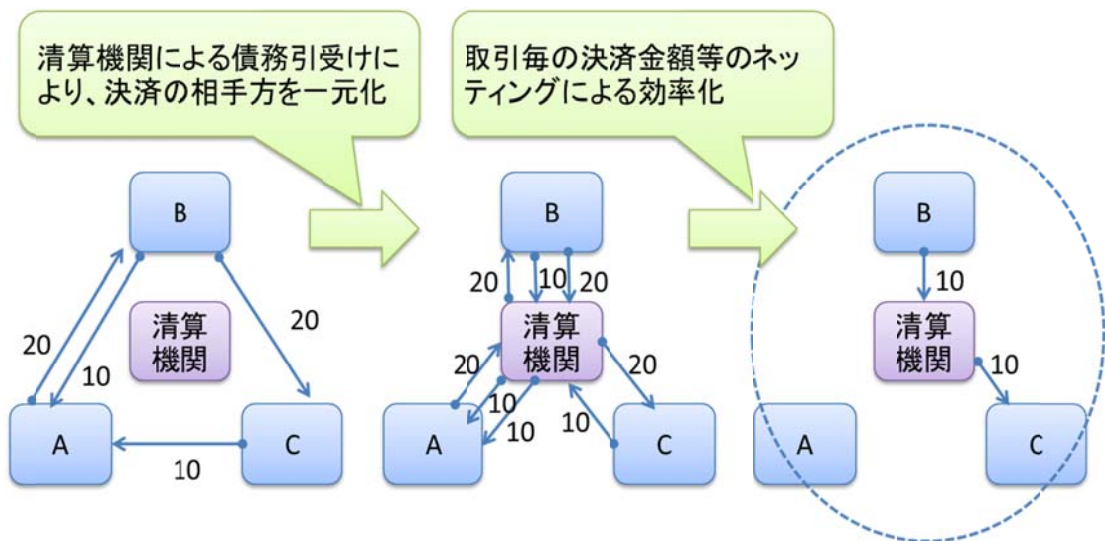 清算機関による債務引受けに
より、決済の相手方を一元化
取引毎の決済金額等のネッ
ティングによる効率化
B
20
10
20
清算
機関
A
C
10
B
20
10
20
清算
機関
20
20
10
10
10
A
C
B
10
清算
機関
10
A
C